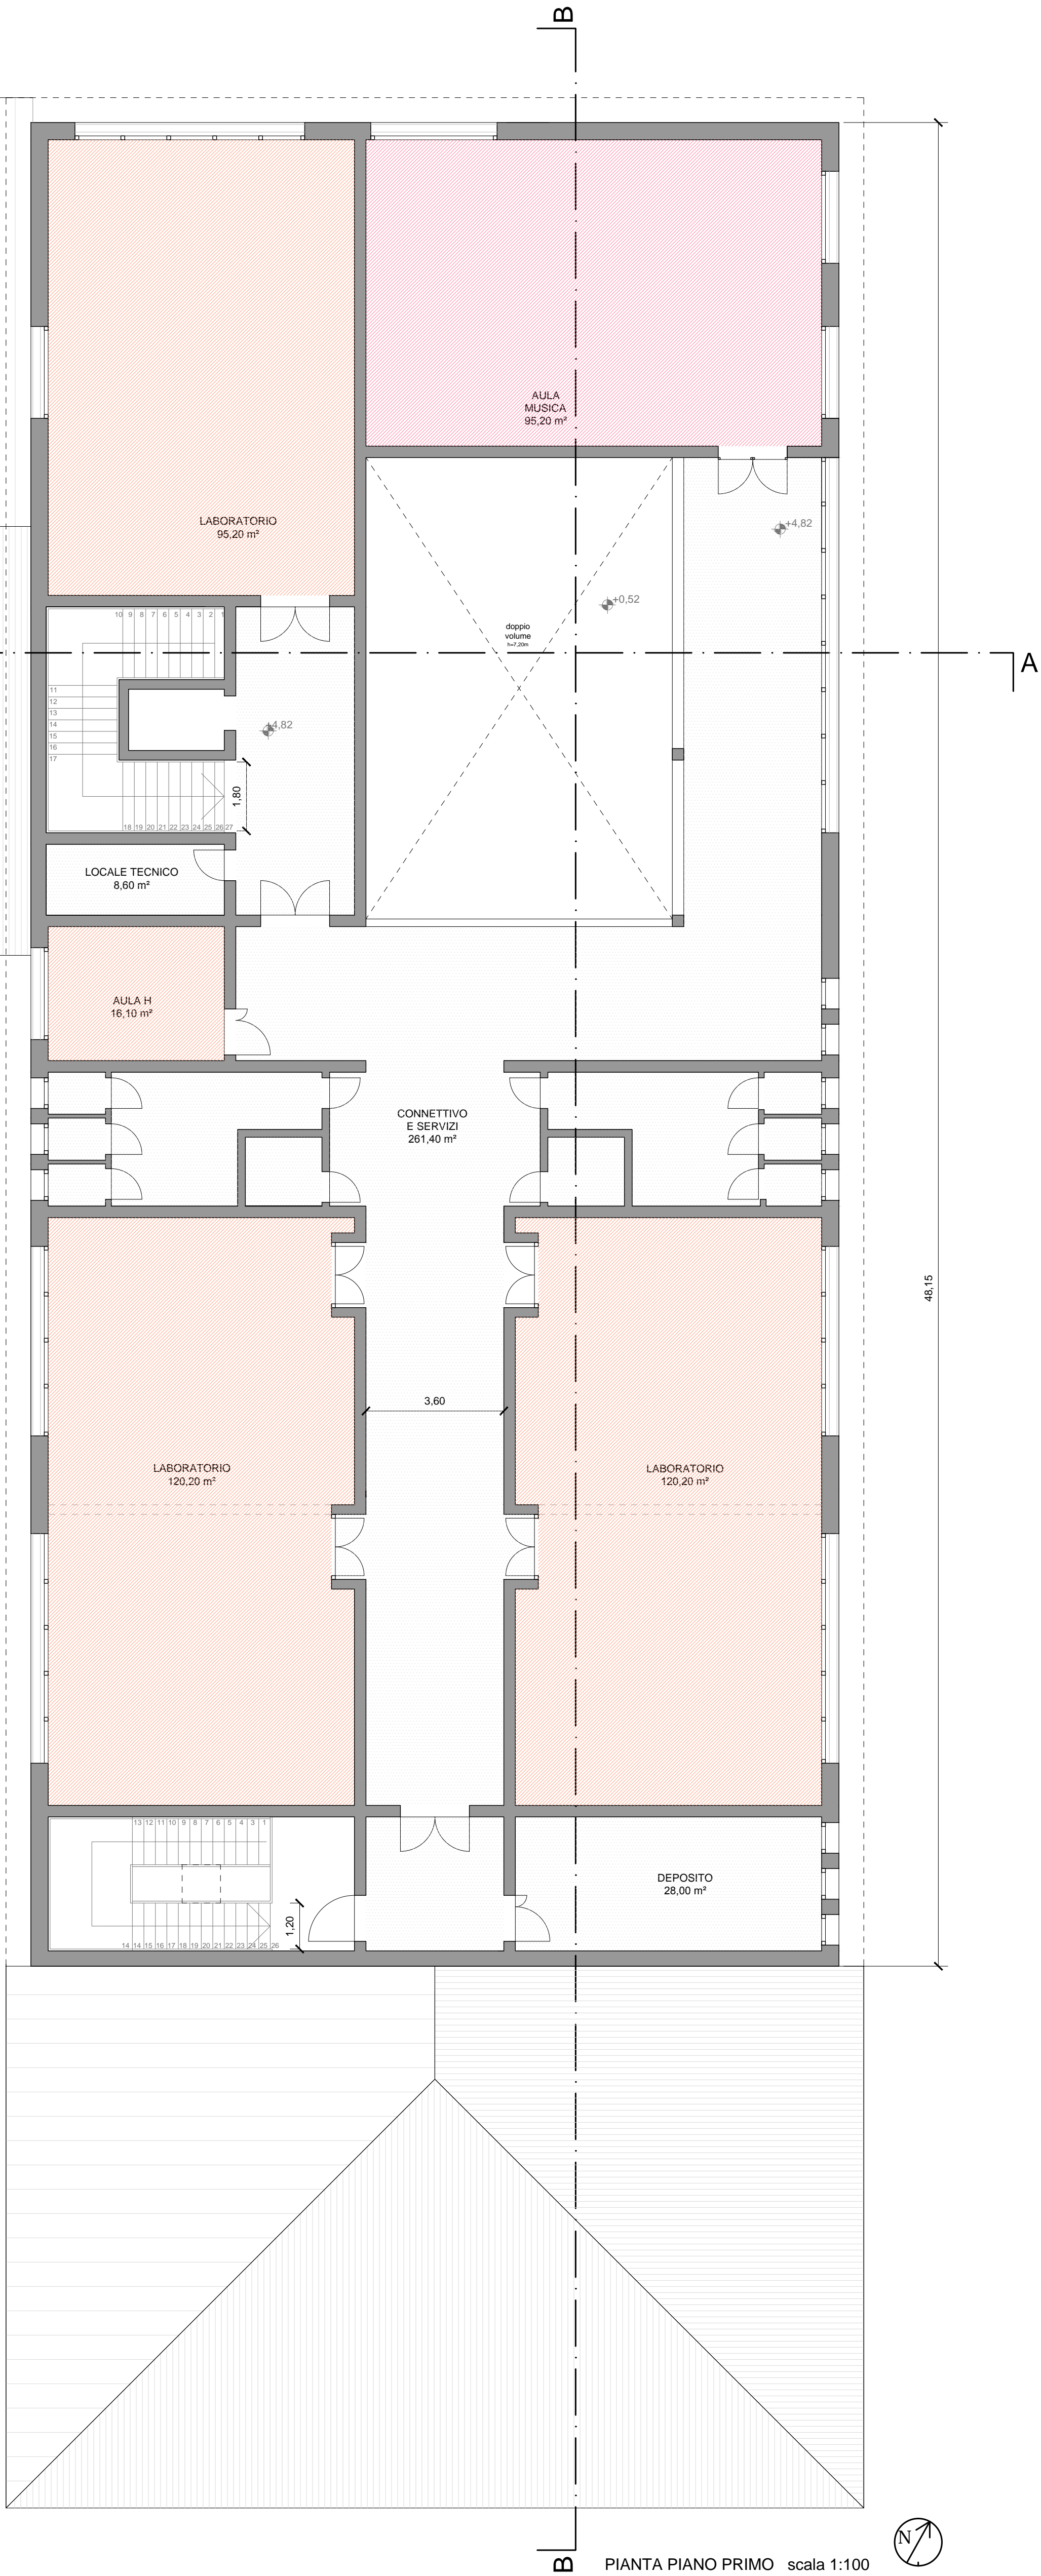 B
AULA
MUSICA
95,20 m²
LABORATORIO
95,20 m²
+4,82
+0,52
doppio
volume
h=7,20m
10 9 8 7 6 5 4 3 2 1
A
11
12
13
14
15
16
17
+4,82
1,80
18 19 20 21 22 23 24 25 26 27
LOCALE TECNICO
8,60 m²
AULA H
16,10 m²
CONNETTIVO
E SERVIZI
261,40 m²
48,15
3,60
LABORATORIO
120,20 m²
LABORATORIO
120,20 m²
13 12 11 10 9 8 7 6 5 4 3 1
DEPOSITO
28,00 m²
1,20
14 14 15 16 17 18 19 20 21 22 23 24 25 26
N
B
PIANTA PIANO PRIMO scala 1:100